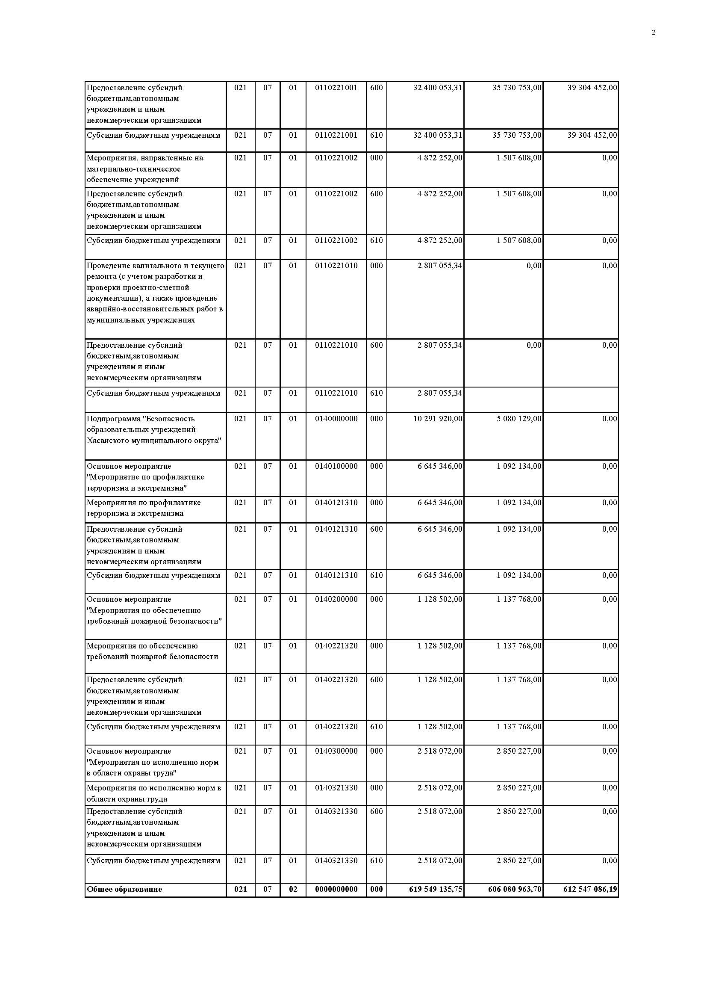 2
Предоставление субсидий 021 07 01 0110221001 600 32 400 053,31 35 730 753,00 39 304 452,00
бюджетным,автономным
учреждениям и иным
некоммерческим организациям
Субсидии бюджетным учреждениям 021 07 01 0110221001 610 32 400 053,31 35 730 753,00 39 304 452,00
Мероприятия, направленные на 021 07 01 0110221002 000 4 872 252,00 1 507 608,00 0,00
материально-техническое
обеспечение учреждений
Предоставление субсидий 021 07 01 0110221002 600 4 872 252,00 1 507 608,00 0,00
бюджетным,автономным
учреждениям и иным
некоммерческим организациям
Субсидии бюджетным учреждениям 021 07 01 0110221002 610 4 872 252,00 1 507 608,00 0,00
Проведение капитального и текущего 021 07 01 0110221010 000 2 807 055,34 0,00 0,00
ремонта (с учетом разработки и
проверки проектно-сметной
документации), а также проведение
аварийно-восстановительных работ в
муниципальных учреждениях
Предоставление субсидий 021 07 01 0110221010 600 2 807 055,34 0,00 0,00
бюджетным,автономным
учреждениям и иным
некоммерческим организациям
Субсидии бюджетным учреждениям 021 07 01 0110221010 610 2 807 055,34
Подпрограмма "Безопасность 021 07 01 0140000000 000 10 291 920,00 5 080 129,00 0,00
образовательных учреждений
Хасанского муниципального округа"
Основное мероприятие 021 07 01 0140100000 000 6 645 346,00 1 092 134,00 0,00
"Мероприятие по профилактике
терроризма и экстремизма"
Мероприятия по профилактике 021 07 01 0140121310 000 6 645 346,00 1 092 134,00 0,00
терроризма и экстремизма
Предоставление субсидий 021 07 01 0140121310 600 6 645 346,00 1 092 134,00 0,00
бюджетным,автономным
учреждениям и иным
некоммерческим организациям
Субсидии бюджетным учреждениям 021 07 01 0140121310 610 6 645 346,00 1 092 134,00 0,00
Основное мероприятие 021 07 01 0140200000 000 1 128 502,00 1 137 768,00 0,00
"Мероприятия по обеспечению
требований пожарной безопасности"
Мероприятия по обеспечению 021 07 01 0140221320 000 1 128 502,00 1 137 768,00 0,00
требований пожарной безопасности
Предоставление субсидий 021 07 01 0140221320 600 1 128 502,00 1 137 768,00 0,00
бюджетным,автономным
учреждениям и иным
некоммерческим организациям
Субсидии бюджетным учреждениям 021 07 01 0140221320 610 1 128 502,00 1 137 768,00 0,00
Основное мероприятие 021 07 01 0140300000 000 2 518 072,00 2 850 227,00 0,00
"Мероприятия по исполнению норм
в области охраны труда"
Мероприятия по исполнению норм в 021 07 01 0140321330 000 2 518 072,00 2 850 227,00 0,00
области охраны труда
Предоставление субсидий 021 07 01 0140321330 600 2 518 072,00 2 850 227,00 0,00
бюджетным,автономным
учреждениям и иным
некоммерческим организациям
Субсидии бюджетным учреждениям 021 07 01 0140321330 610 2 518 072,00 2 850 227,00 0,00
Общее образование 021 07 02 0000000000 000 619 549 135,75 606 080 963,70 612 547 086,19